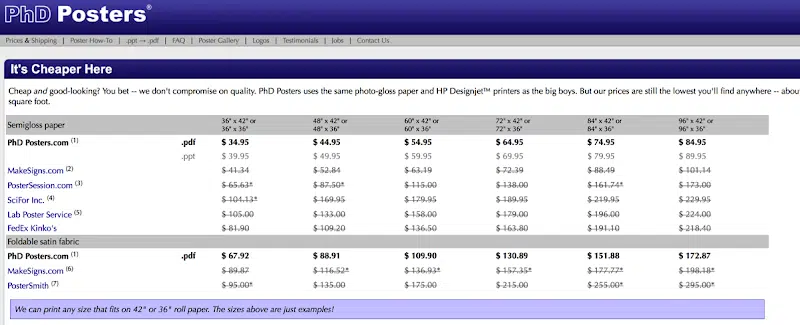 PhD Posters®
Prices & Shipping | Poster How-To | .ppt → .pdf | FAQ | Poster Gallery | Logos | Testimonials | Jobs | Contact Us
It's Cheaper Here
Cheap and good-looking? You bet -- we don't compromise on quality. PhD Posters uses the same photo-gloss paper and HP Designjet™ printers as the big boys. But our prices are still the lowest you'll find anywhere -- abou
square foot.
Semigloss paper 36" x 42" or 36" x 36" 48" x 42" or 48" x 36" 60" x 42" or 60" x 36" 72" x 42" or 72" x 36" 84" x 42" or 84" x 36" 96" x 42" or 96" x 36"
PhD Posters.com (1) .pdf $ 34.95 $ 44.95 $ 54.95 $ 64.95 $ 74.95 $ 84.95
.ppt $ 39.95 $ 49.95 $ 59.95 $ 69.95 $ 79.95 $ 89.95
MakeSigns.com (2) $ 41.34 $ 52.84 $ 63.19 $ 72.39 $ 88.49 $ 101.14
PosterSession.com (3) $ 65.63* $ 87.50* $ 115.00 $ 138.00 $ 161.74* $ 173.00
SciFor Inc. (4) $ 104.13* $ 169.95 $ 179.95 $ 189.95 $ 219.95 $ 229.95
Lab Poster Service (5) $ 105.00 $ 133.00 $ 158.00 $ 179.00 $ 196.00 $ 224.00
FedEx Kinko's $ 81.90 $ 109.20 $ 136.50 $ 163.80 $ 191.10 $ 218.40
Foldable satin fabric
PhD Posters.com (1) .pdf $ 67.92 $ 88.91 $ 109.90 $ 130.89 $ 151.88 $ 172.87
MakeSigns.com (6) $ 89.87 $ 116.52* $ 136.93* $ 157.35* $ 177.77* $ 198.18*
PosterSmith (7) $ 95.00* $ 135.00 $ 175.00 $ 215.00 $ 255.00* $ 295.00*
We can print any size that fits on 42" or 36" roll paper. The sizes above are just examples!